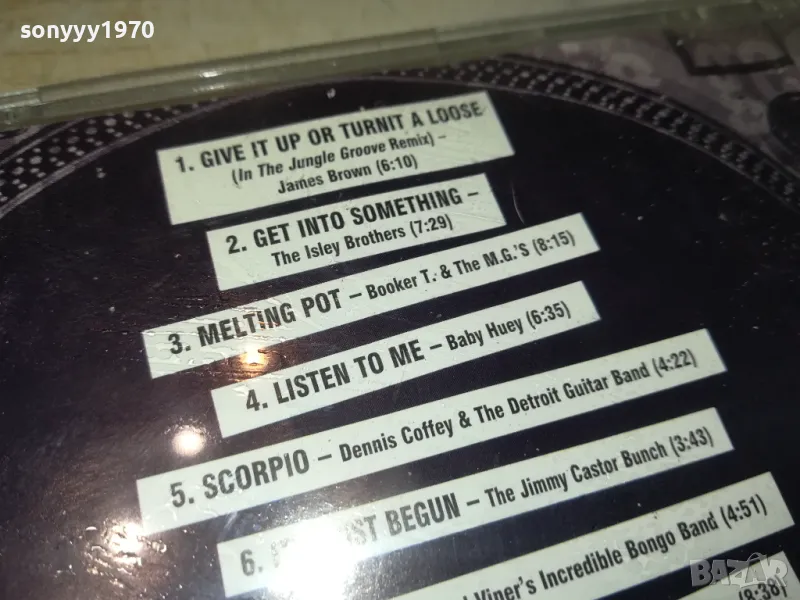 sonyyy1970
1. GIVE IT UP OR TURNIT A LOOSE
(In The Jungle Groove Remix) –
James Brown (6:10)
2. GET INTO SOMETHING –
The Isley Brothers (7:29)
3. MELTING POT – Booker T. & The M.G.'S (8:15)
4. LISTEN TO ME – Baby Huey (6:35)
5. SCORPIO – Dennis Coffey & The Detroit Guitar Band (4:22)
6. BEGUN – The Jimmy Castor Bunch (3:43)
Viner's Incredible Bongo Band (4:51)
(8:38)
BAZAR